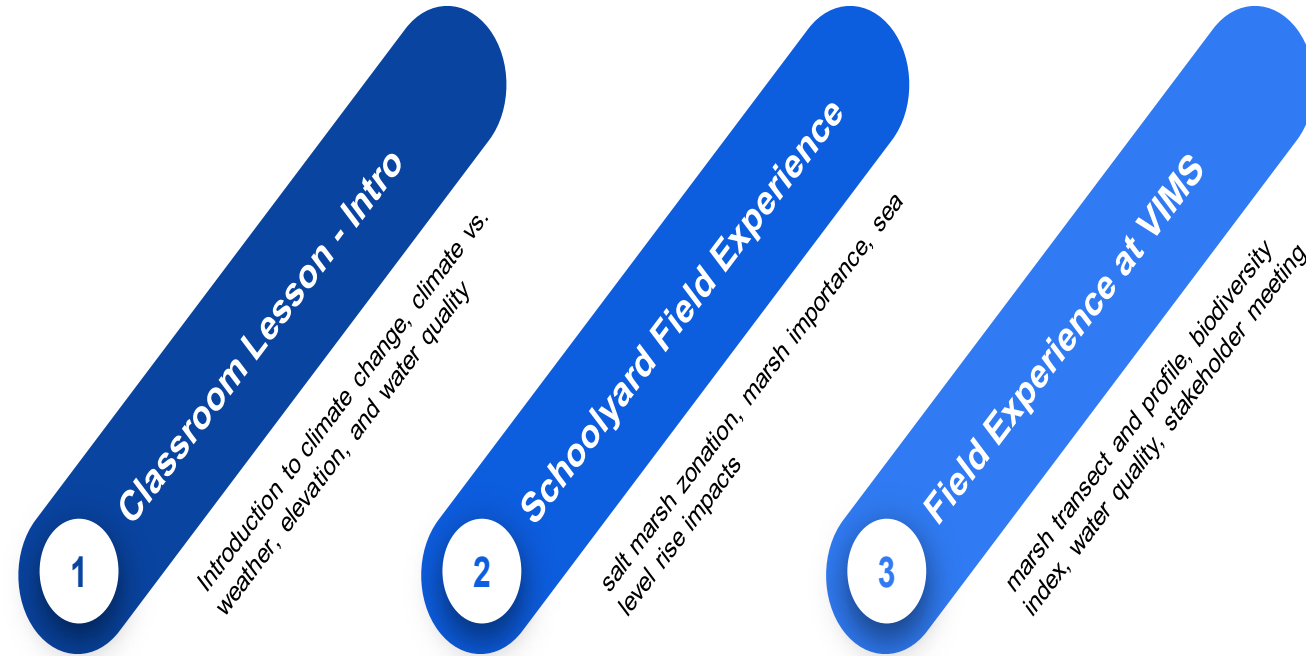 1
Classroom Lesson - Intro
Introduction to climate change, climate vs.
weather, elevation, and water quality
2
Schoolyard Field Experience
salt marsh zonation, marsh importance, sea
level rise impacts
3
Field Experience at VIMS
marsh transect and profile, biodiversity
index, water quality, stakeholder meeting